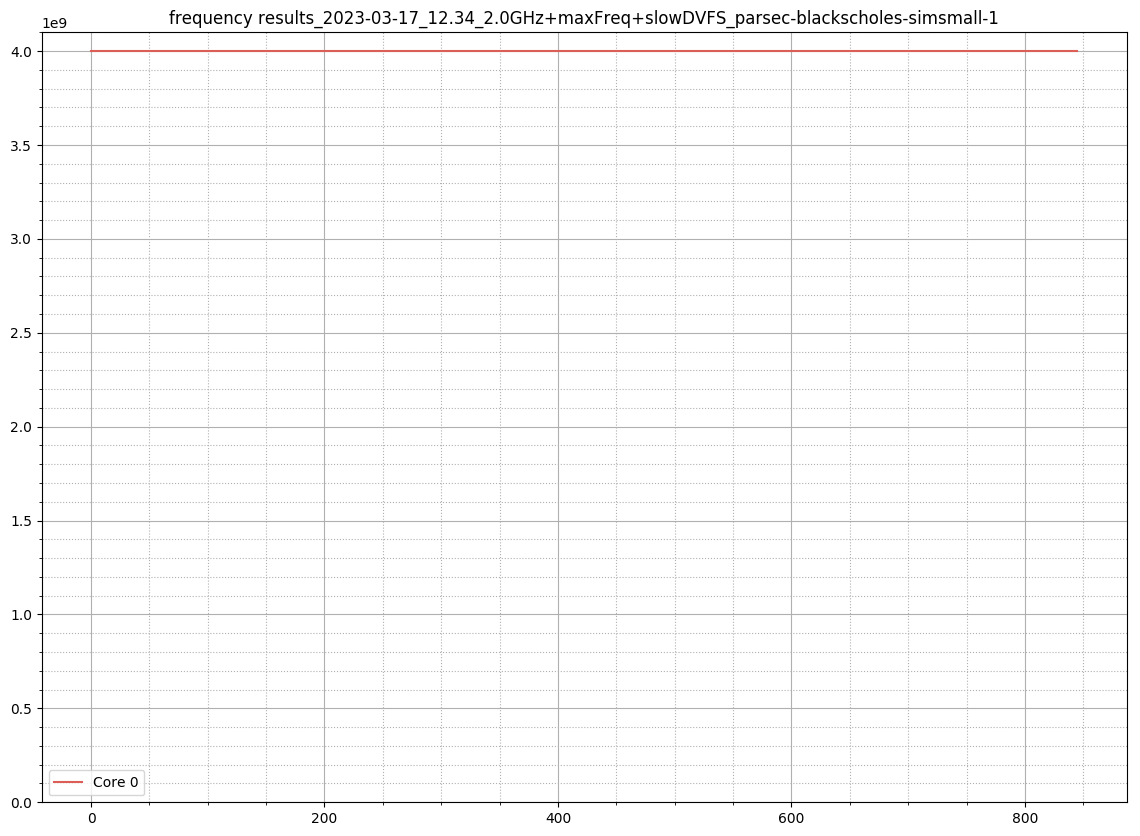 frequency results_2023-03-17_12.34_2.0GHz+maxFreq+slowDVFS_parsec-blackscholes-simsmall-1
1e9
4.0
3.5
3.0
2.5
2.0
1.5
1.0
0.5
0.0
Core 0
0 200 400 600 800